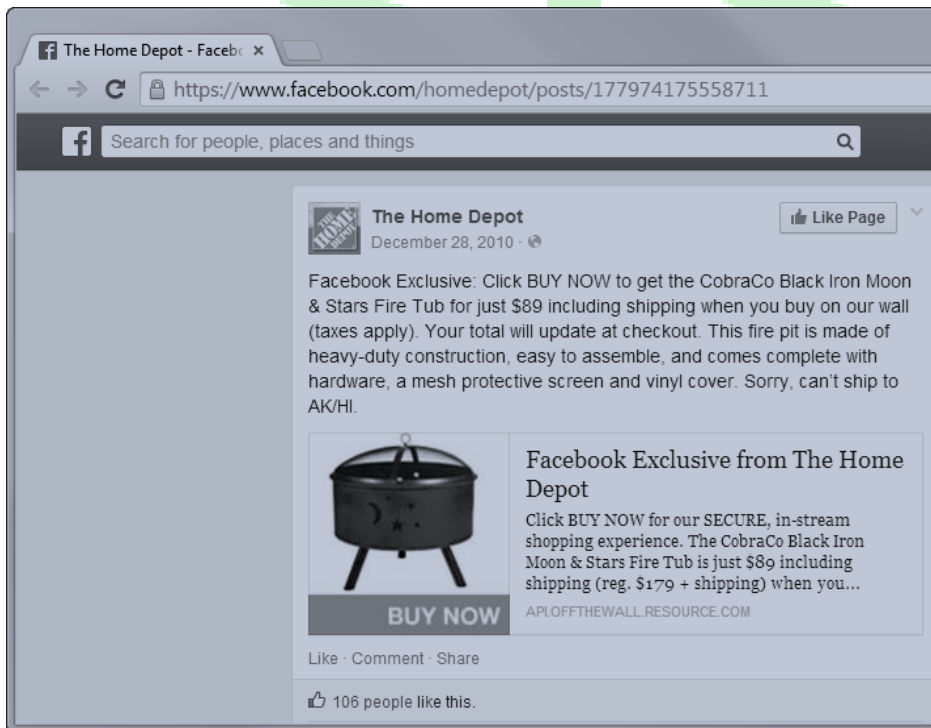 The Home Depot - Facebo
https://www.facebook.com/homedepot/posts/177974175558711
Search for people, places and things
THE HOME DEPOT
The Home Depot
Like Page
December 28, 2010 ·
Facebook Exclusive: Click BUY NOW to get the CobraCo Black Iron Moon
& Stars Fire Tub for just $89 including shipping when you buy on our wall
(taxes apply). Your total will update at checkout. This fire pit is made of
heavy-duty construction, easy to assemble, and comes complete with
hardware, a mesh protective screen and vinyl cover. Sorry, can't ship to
AK/HI.
Facebook Exclusive from The Home
Depot
Click BUY NOW for our SECURE, in-stream
shopping experience. The CobraCo Black Iron
Moon & Stars Fire Tub is just $89 including
shipping (reg. $179 + shipping) when you...
API.OFFTHEWALL.RESOURCE.COM
BUY NOW
Like · Comment · Share
106 people like this.